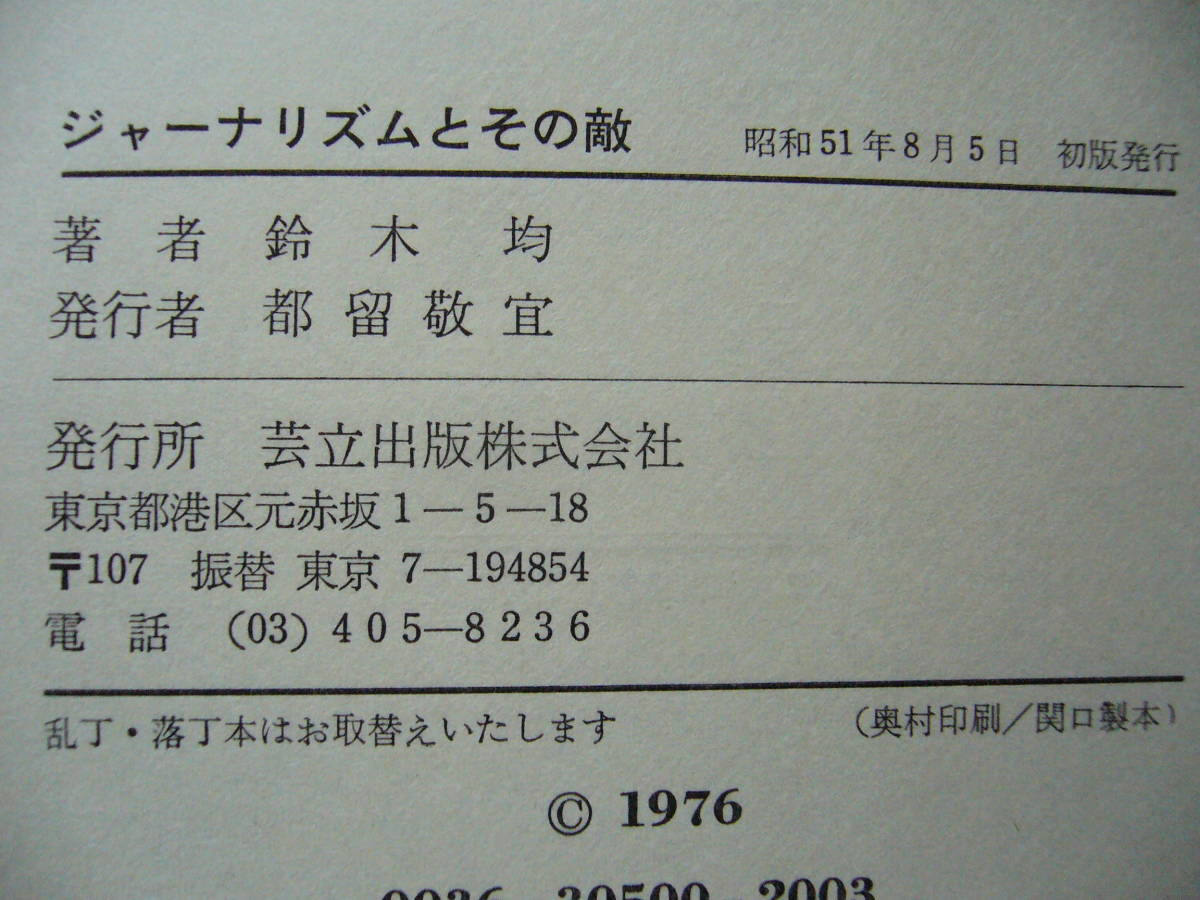 ジャーナリズムとその敵 昭和51年8月5日 初版発行
著者 鈴木 均
発行者 都留敬宜
発行所 芸立出版株式会社
東京都港区元赤坂1—5—18
〒107 振替 東京 7—194854
電話 (03) 405—8236
乱丁・落丁本はお取替えいたします (奥村印刷/関口製本)
© 1976
0036—30500—2003